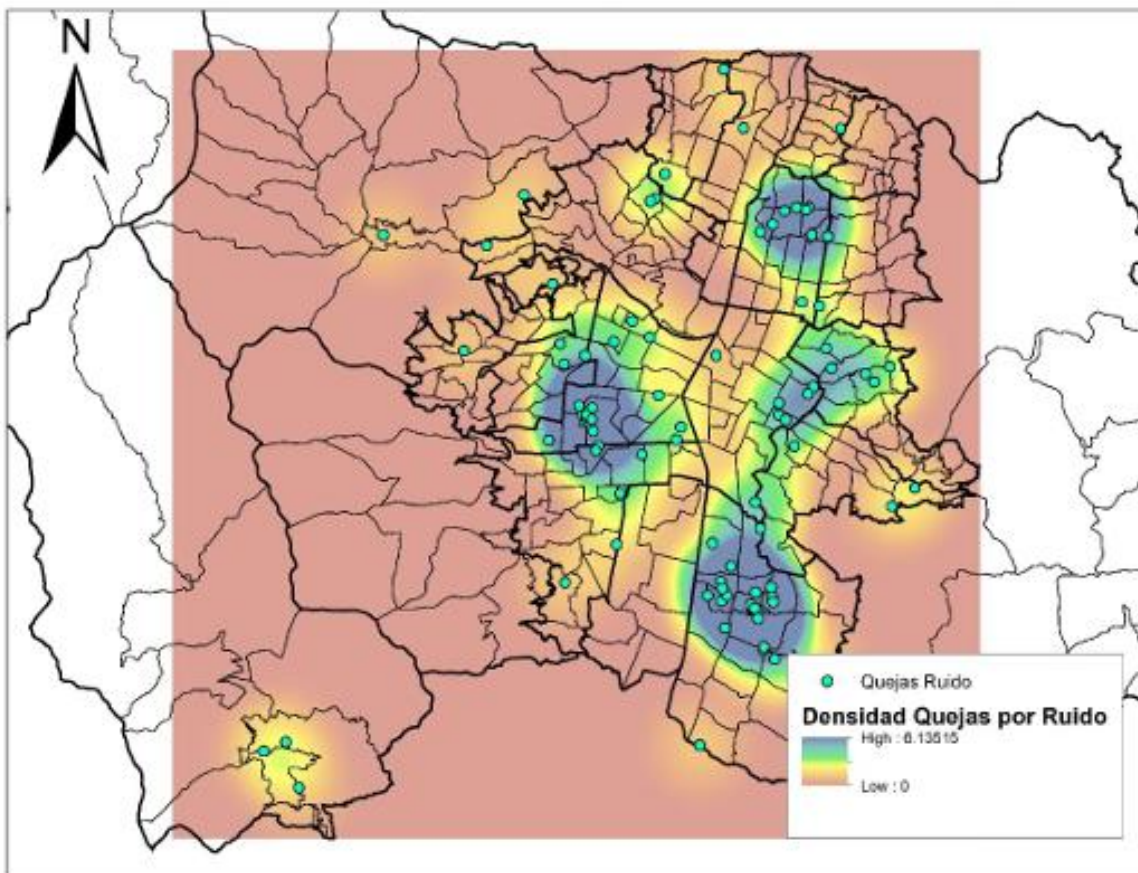 N
Quejas Ruido
Densidad Quejas por Ruido
High : 6.13515
Low : 0